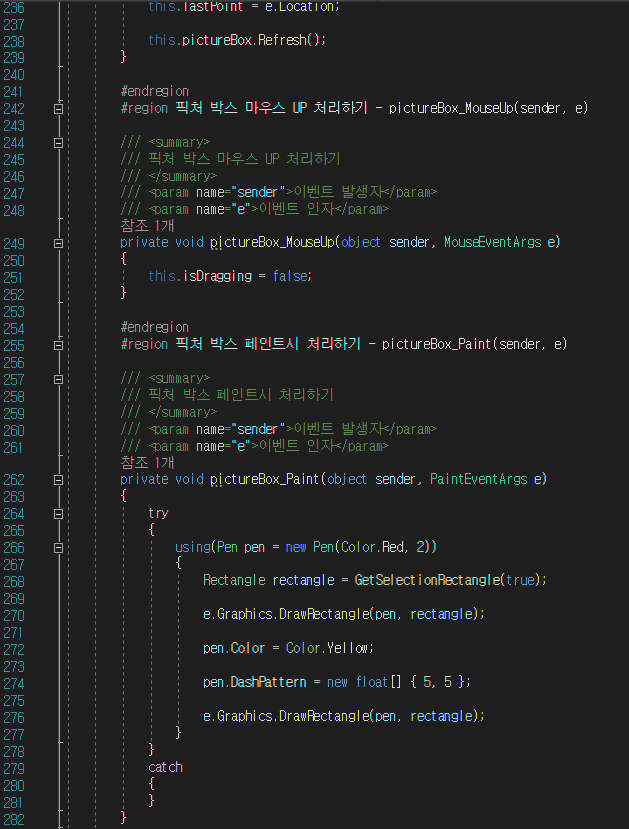 236 this.lastPoint = e.Location;
237
238 this.pictureBox.Refresh();
239 }
240
241 #endregion
242 #region 픽처 박스 마우스 UP 처리하기 - pictureBox_MouseUp(sender, e)
243
244 /// <summary>
245 /// 픽처 박스 마우스 UP 처리하기
246 /// </summary>
247 /// <param name="sender">이벤트 발생자</param>
248 /// <param name="e">이벤트 인자</param>
참조 1개
249 private void pictureBox_MouseUp(object sender, MouseEventArgs e)
250 {
251 this.isDragging = false;
252 }
253
254 #endregion
255 #region 픽처 박스 페인트시 처리하기 - pictureBox_Paint(sender, e)
256
257 /// <summary>
258 /// 픽처 박스 페인트시 처리하기
259 /// </summary>
260 /// <param name="sender">이벤트 발생자</param>
261 /// <param name="e">이벤트 인자</param>
참조 1개
262 private void pictureBox_Paint(object sender, PaintEventArgs e)
263 {
264 try
265 {
266 using(Pen pen = new Pen(Color.Red, 2))
267 {
268 Rectangle rectangle = GetSelectionRectangle(true);
269
270 e.Graphics.DrawRectangle(pen, rectangle);
271
272 pen.Color = Color.Yellow;
273
274 pen.DashPattern = new float[] { 5, 5 };
275
276 e.Graphics.DrawRectangle(pen, rectangle);
277 }
278 }
279 catch
280 {
281 }
282 }